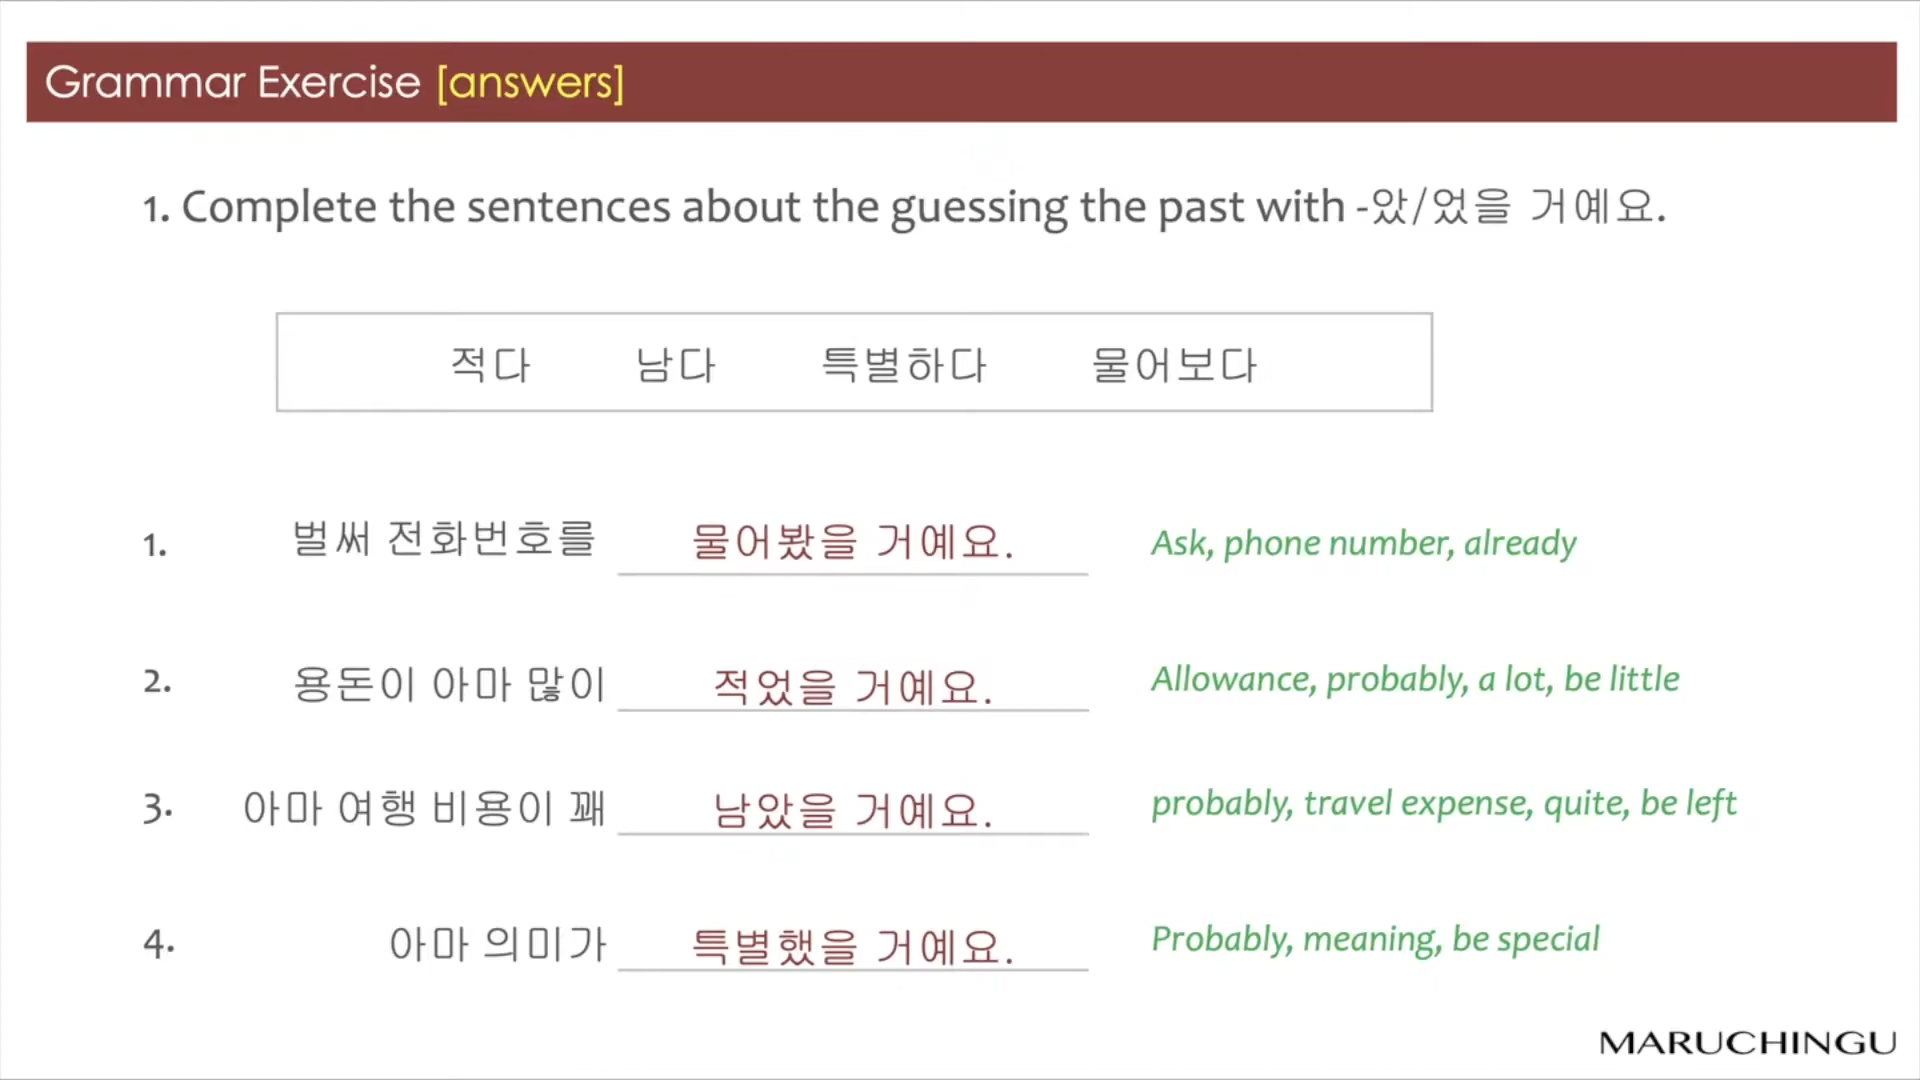 Grammar Exercise [answers]
1. Complete the sentences about the guessing the past with -았/었을 거예요.
적다 남다 특별하다 물어보다
1. 벌써 전화번호를 물어봤을 거예요. Ask, phone number, already
2. 용돈이 아마 많이 적었을 거예요. Allowance, probably, a lot, be little
3. 아마 여행 비용이 꽤 남았을 거예요. probably, travel expense, quite, be left
4. 아마 의미가 특별했을 거예요. Probably, meaning, be special
MARUCHINGU